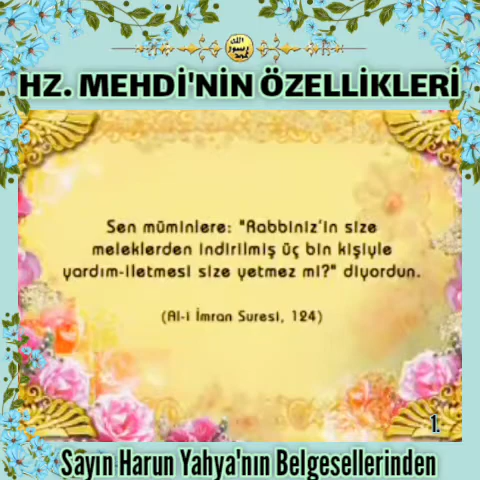 HZ. MEHDİ'NİN ÖZELLİKLERİ
Sen müminlere: "Rabbiniz'in size
meleklerden indirilmiş üç bin kişiyle
yardım-iletmesi size yetmez mi?" diyordun.
(Al-i İmran Suresi, 124)
1.
Sayın Harun Yahya'nın Belgesellerinden